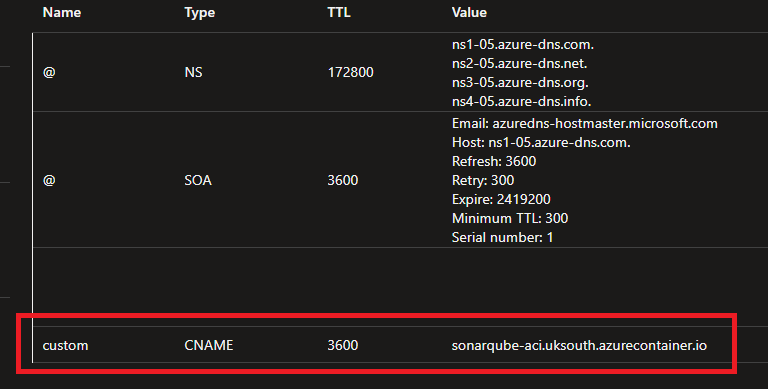 Name Type TTL Value
@ NS 172800 ns1-05.azure-dns.com.
ns2-05.azure-dns.net.
ns3-05.azure-dns.org.
ns4-05.azure-dns.info.
@ SOA 3600 Email: azuredns-hostmaster.microsoft.com
Host: ns1-05.azure-dns.com.
Refresh: 3600
Retry: 300
Expire: 2419200
Minimum TTL: 300
Serial number: 1
custom CNAME 3600 sonarqube-aci.uksouth.azurecontainer.io